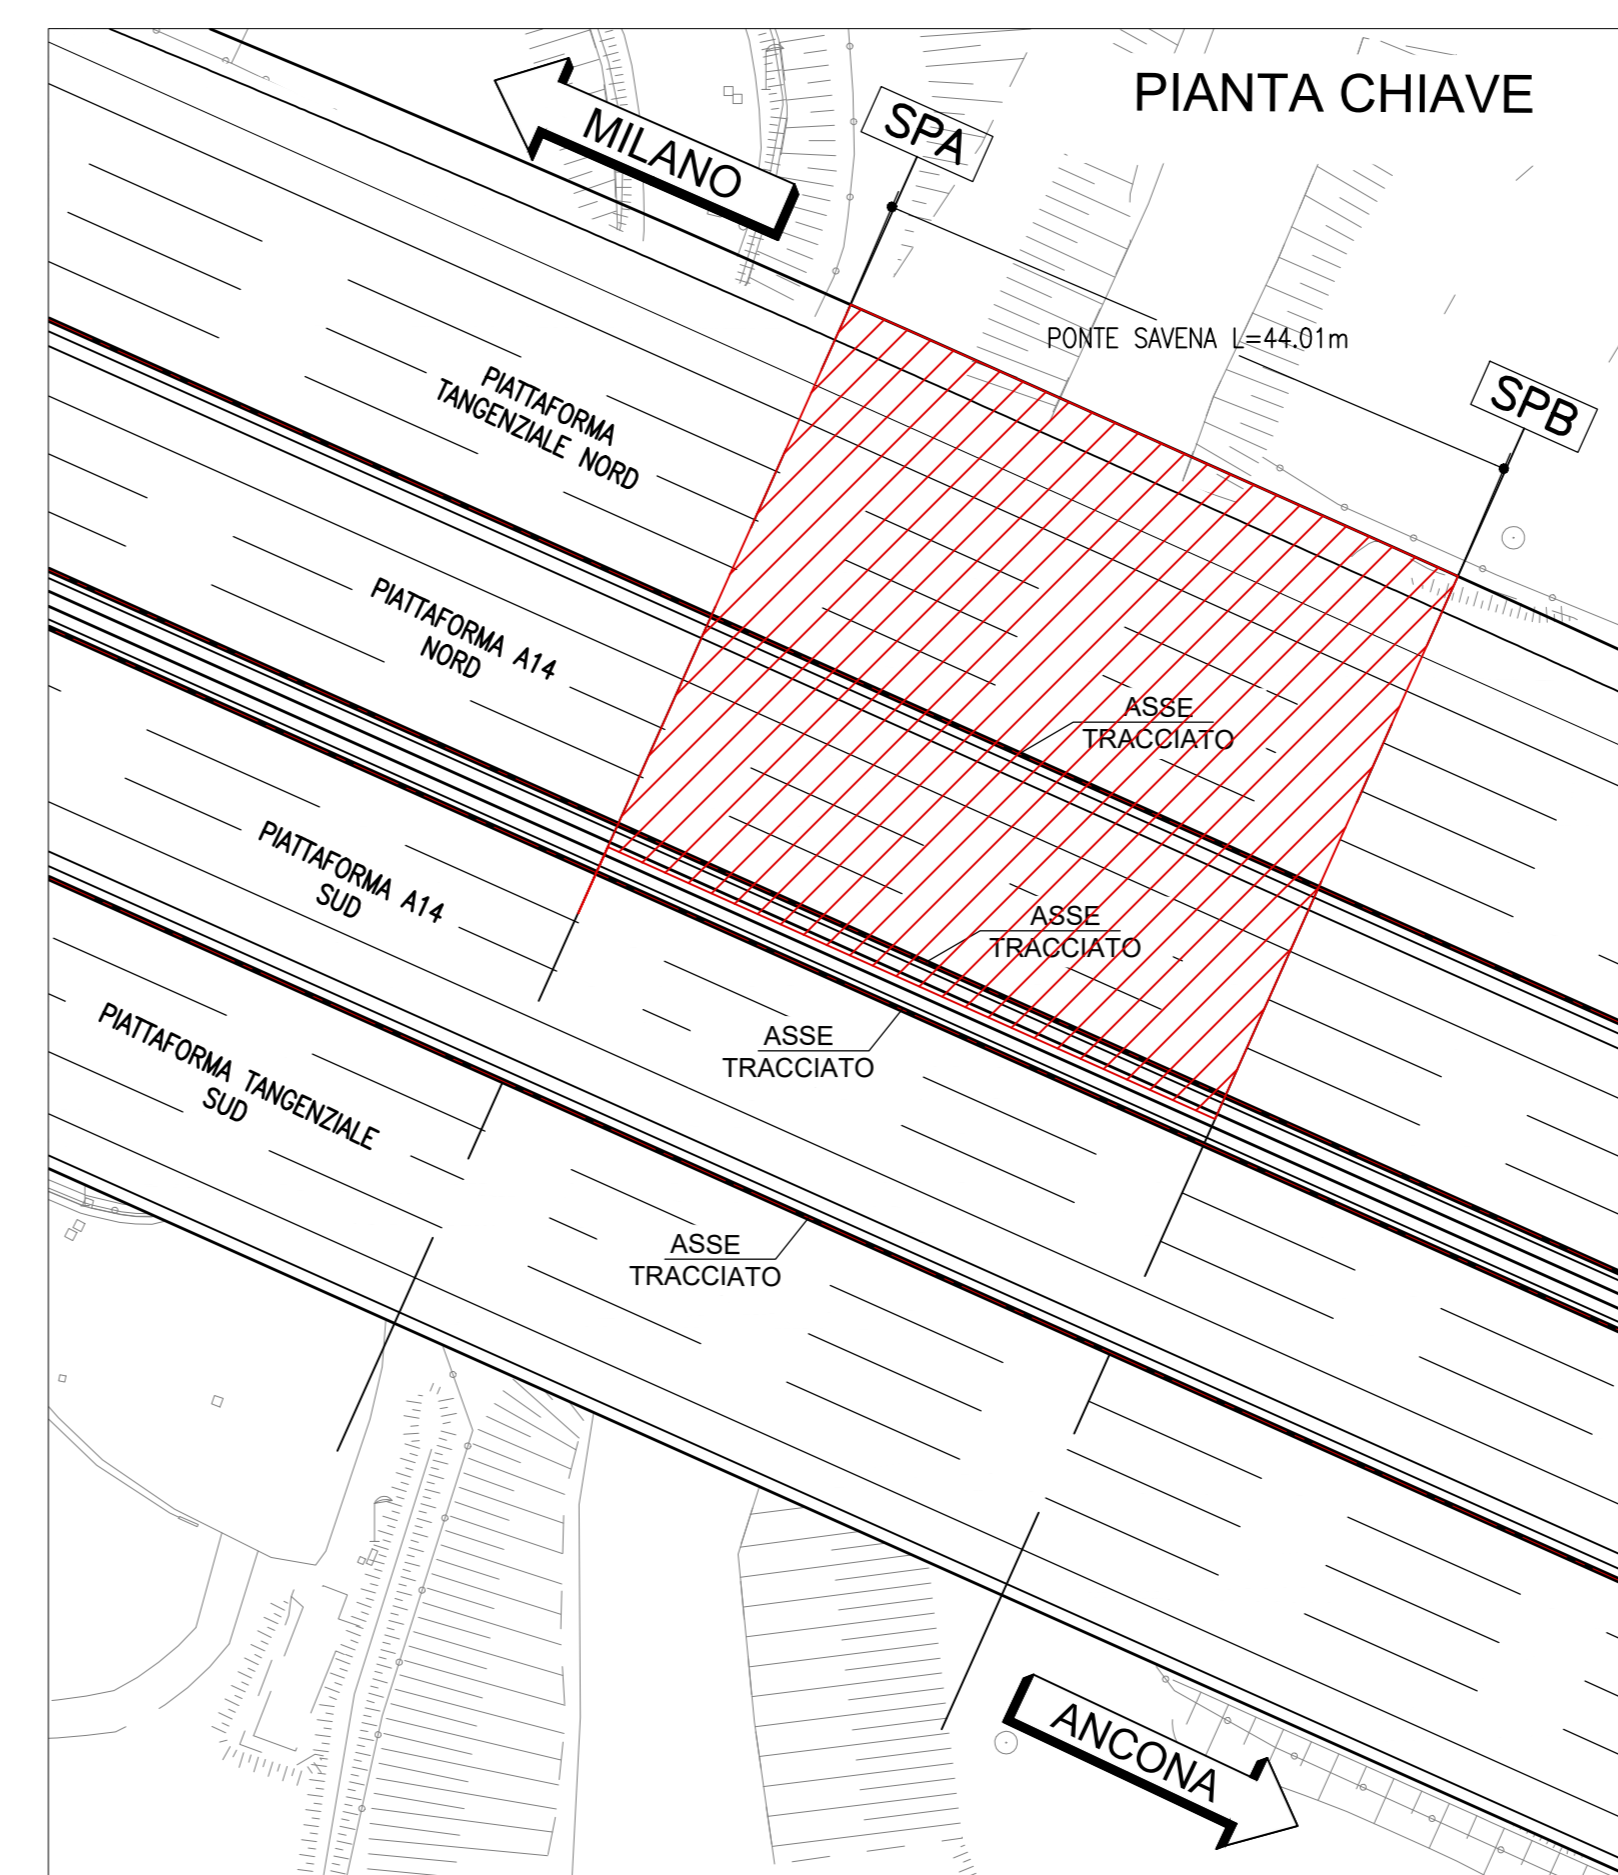 PIANTA CHIAVE
MILANO
SPA
PONTE SAVENA L=44.01m
SPB
PIATTAFORMA
TANGENZIALE NORD
PIATTAFORMA A14
NORD
ASSE
TRACCIATO
PIATTAFORMA A14
SUD
ASSE
TRACCIATO
PIATTAFORMA TANGENZIALE
SUD
ASSE
TRACCIATO
ASSE
TRACCIATO
ANCONA